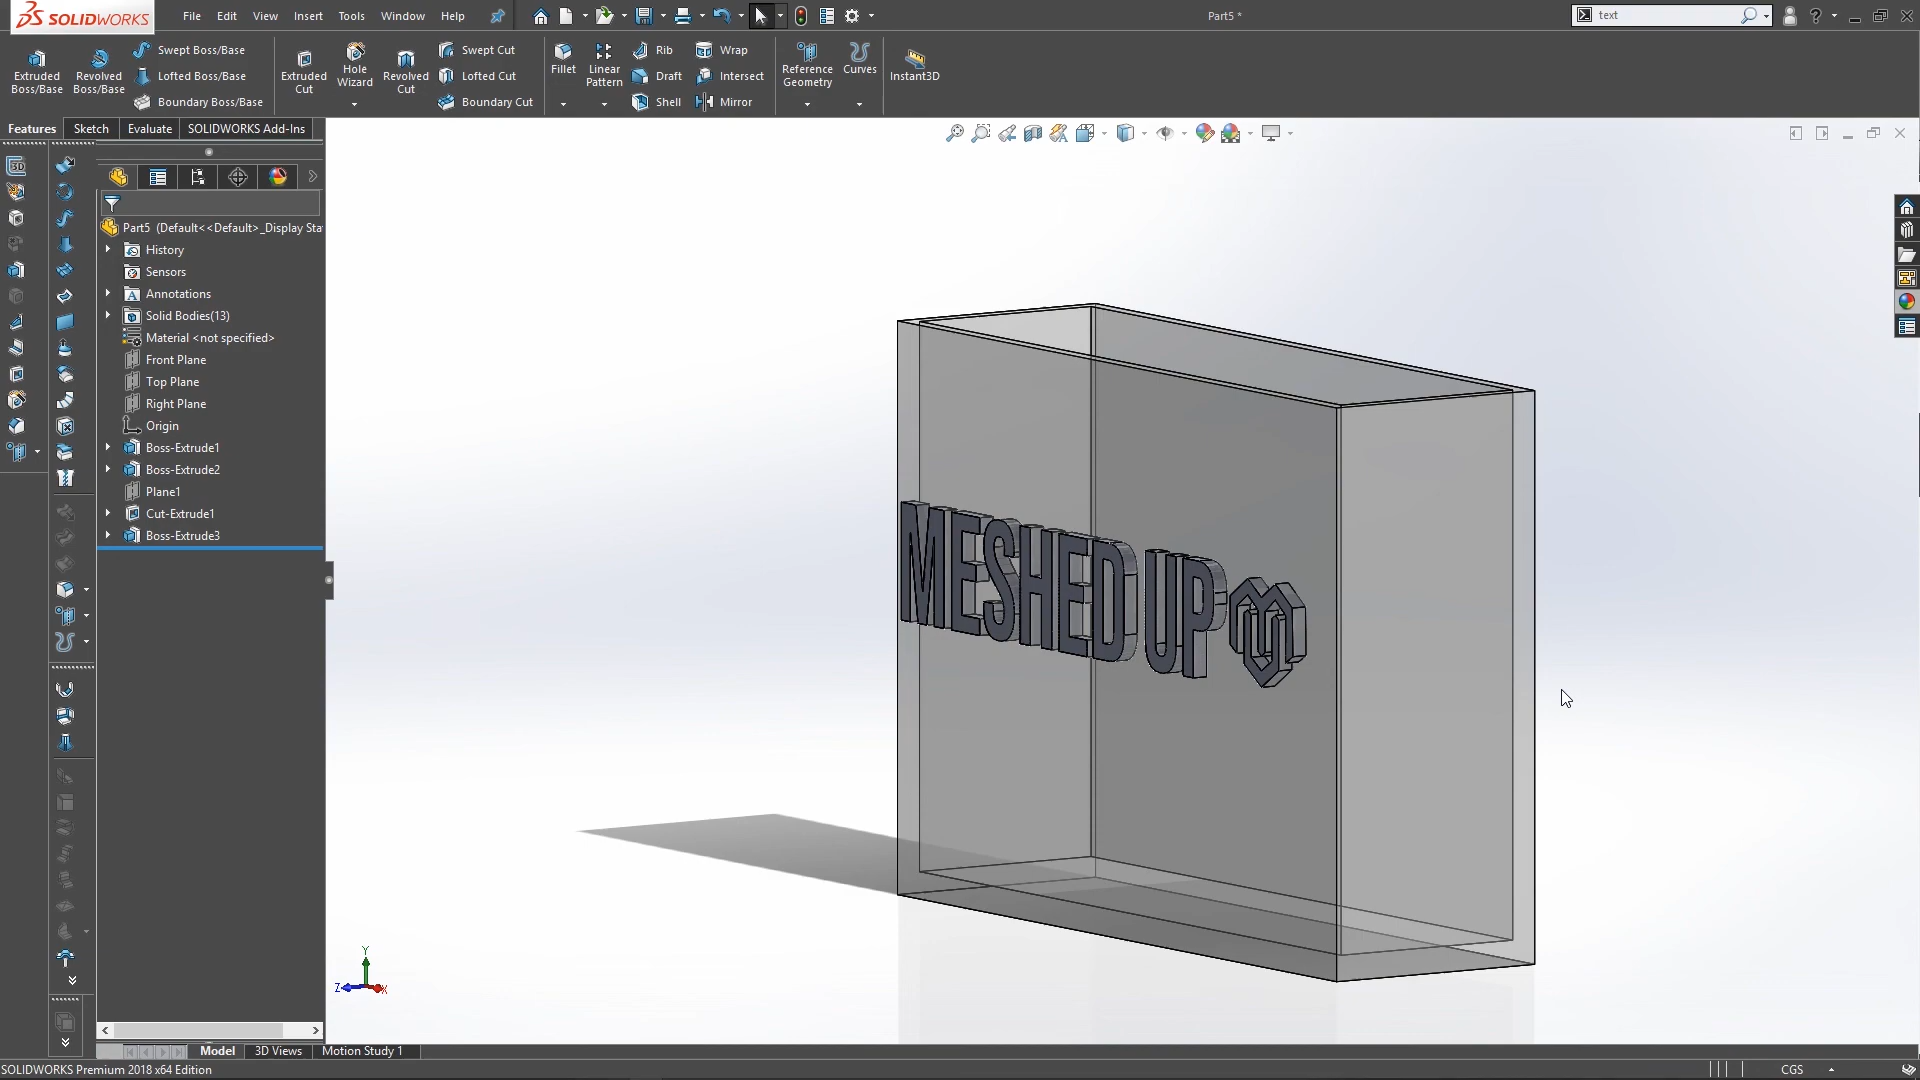 SOLIDWORKS File Edit View Insert Tools Window Help Part5 * text
Extruded Boss/Base
Revolved Boss/Base
Swept Boss/Base
Lofted Boss/Base
Boundary Boss/Base
Extruded Cut
Hole Wizard
Revolved Cut
Swept Cut
Lofted Cut
Boundary Cut
Fillet
Linear Pattern
Rib
Draft
Shell
Wrap
Intersect
Mirror
Reference Geometry
Curves
Instant3D
Features Sketch Evaluate SOLIDWORKS Add-Ins
Part5 (Default<<Default>_Display Sta
History
Sensors
Annotations
Solid Bodies(13)
Material <not specified>
Front Plane
Top Plane
Right Plane
Origin
Boss-Extrude1
Boss-Extrude2
Plane1
Cut-Extrude1
Boss-Extrude3
MESHED UP
Y
Z X
Model 3D Views Motion Study 1
SOLIDWORKS Premium 2018 x64 Edition CGS